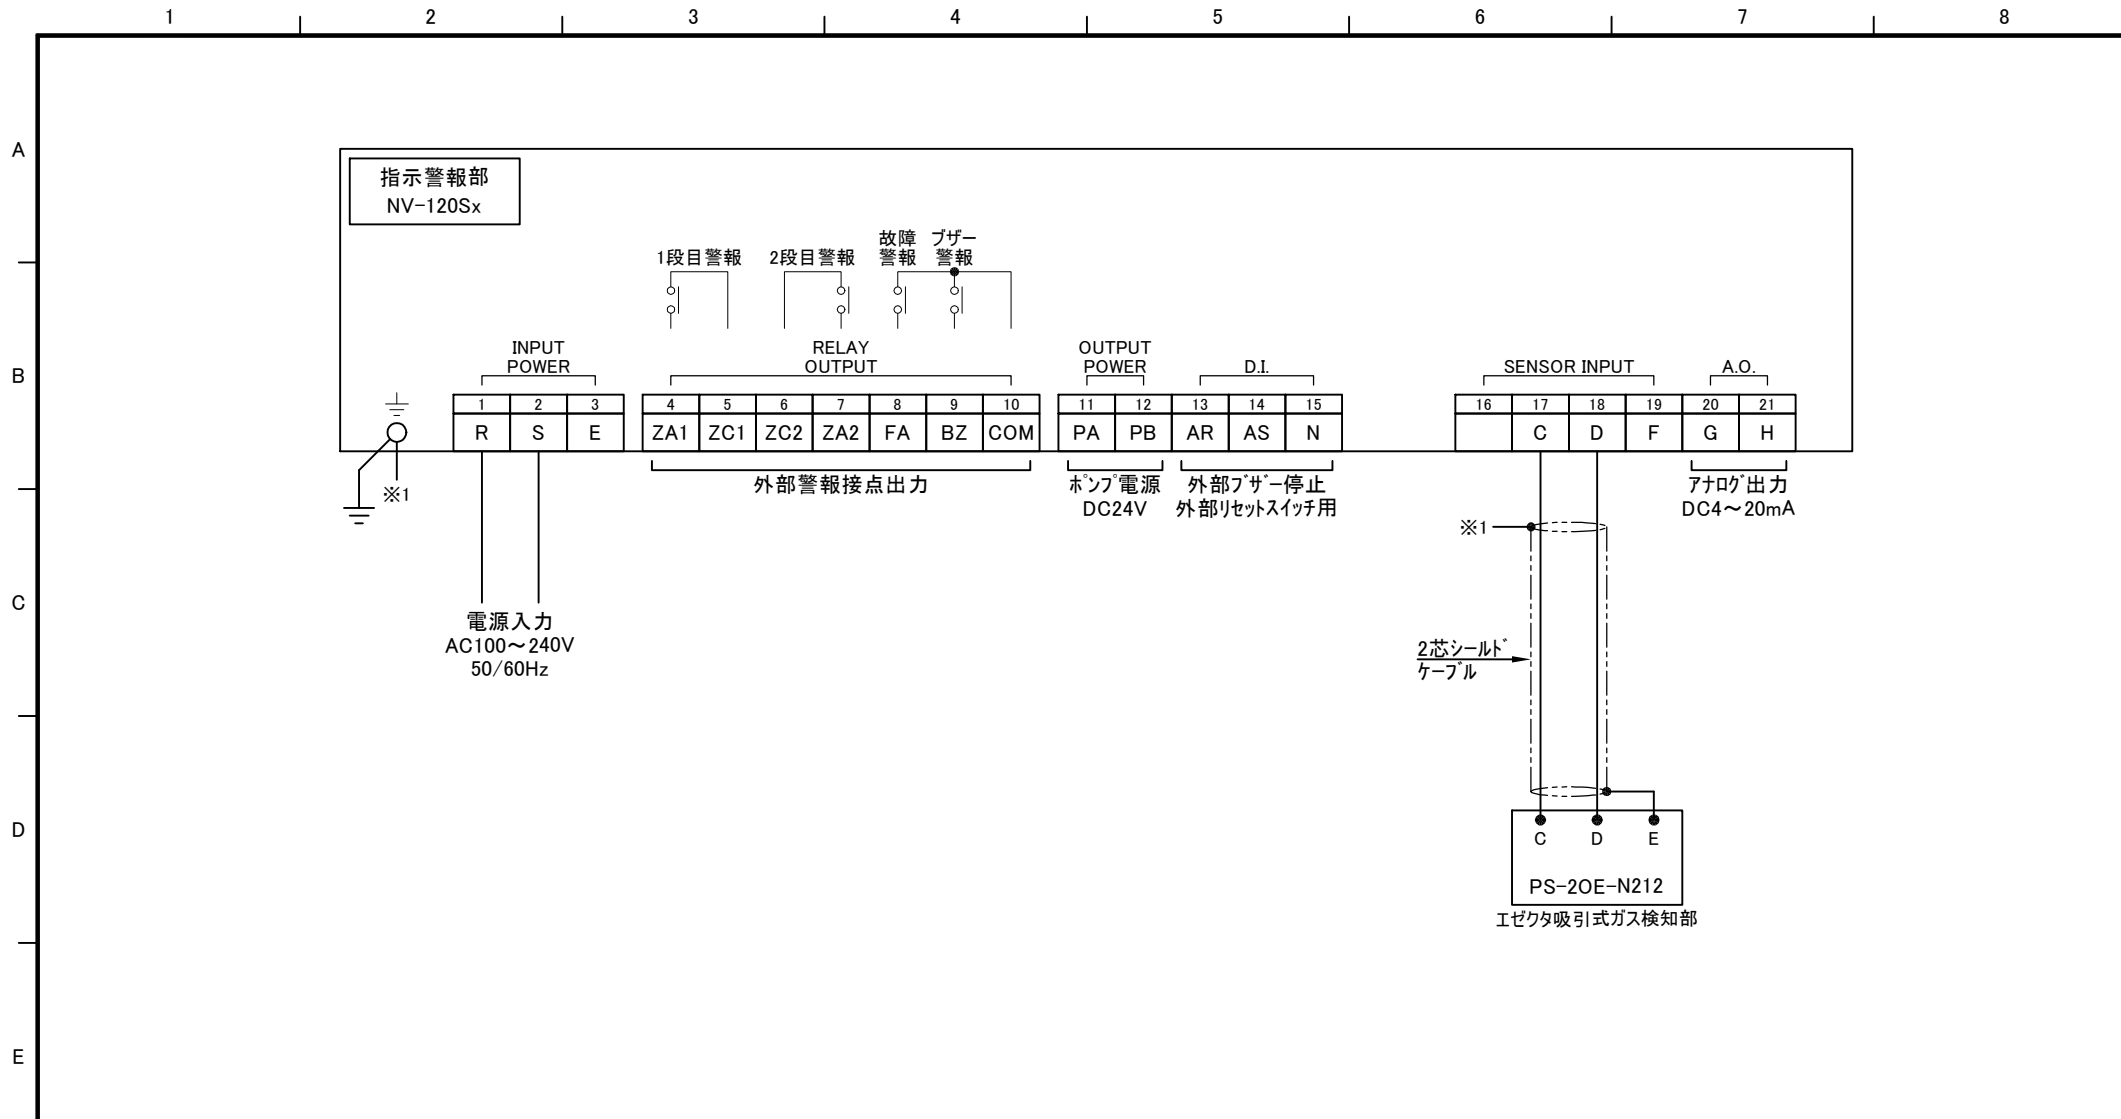 1 2 3 4 5 6 7 8
A
指示警報部
NV-120Sx
1段目警報 2段目警報 故障警報 ブザー警報
B
INPUT POWER
RELAY OUTPUT
OUTPUT POWER
D.I.
SENSOR INPUT
A.O.
1 2 3 4 5 6 7 8 9 10 11 12 13 14 15 16 17 18 19 20 21
R S E ZA1 ZC1 ZC2 ZA2 FA BZ COM PA PB AR AS N C D F G H
※1
外部警報接点出力
ポンプ電源
DC24V
外部ブザー停止
外部リセットスイッチ用
アナログ出力
DC4～20mA
※1
C
電源入力
AC100～240V
50/60Hz
2芯シールド
ケーブル
D
C D E
PS-2OE-N212
エゼクタ吸引式ガス検知部
E